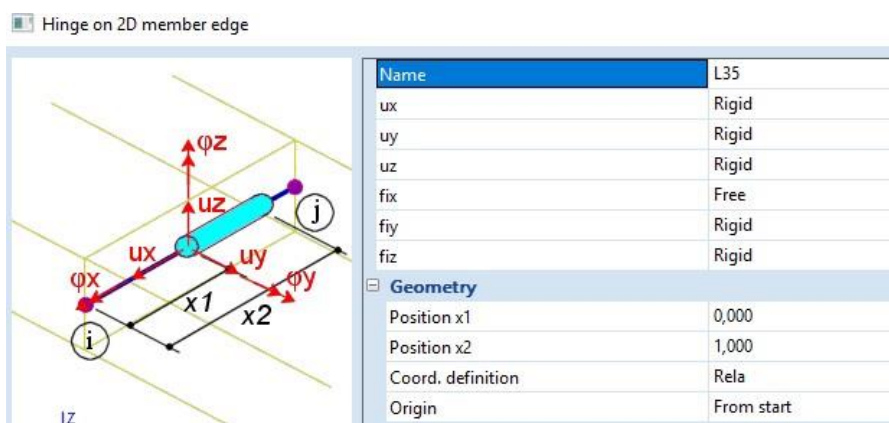 Hinge on 2D member edge
Name L35
ux Rigid
uy Rigid
uz Rigid
fix Free
fiy Rigid
fiz Rigid
Geometry
Position x1 0,000
Position x2 1,000
Coord. definition Rela
Origin From start
φz
uz
j
ux
uy
φx
φy
x1
x2
i